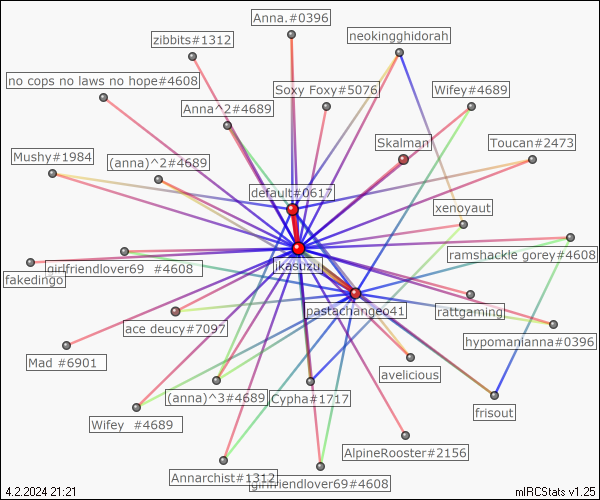 Anna.#0396
zibbits#1312
neokingghidorah
no cops no laws no hope#4608
Soxy Foxy#5076
Wifey#4689
Anna^2#4689
Skalman
Toucan#2473
Mushy#1984
(anna)^2#4689
default#0617
xenoyaut
ramshackle gorey#4608
jkasuzu
girlfriendlover69 #4608
fakedingo
pastachangeo41
rattgaming
ace deucy#7097
hypomanianna#0396
Mad #6901
avelicious
(anna)^3#4689
Cypha#1717
frisout
Wifey #4689
AlpineRooster#2156
Annarchist#1312
girlfriendlover69#4608
4.2.2024 21:21
mIRCStats v1.25